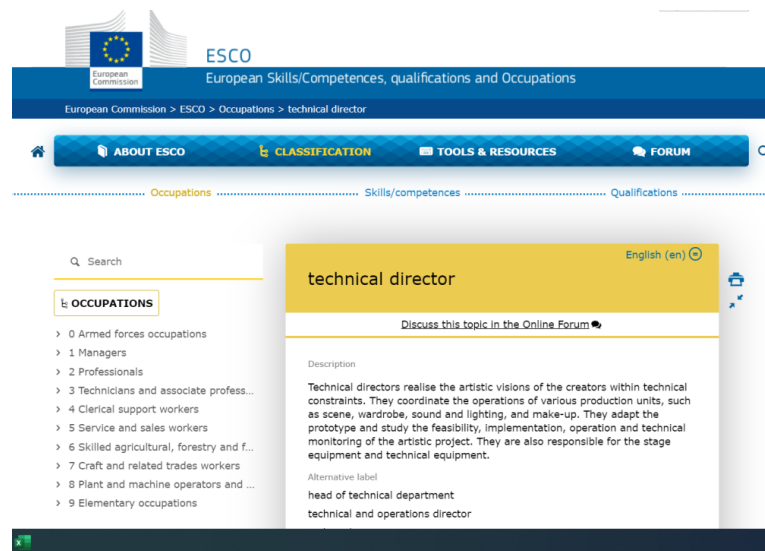 European
Commission
ESCO
European Skills/Competences, qualifications and Occupations
European Commission > ESCO > Occupations > technical director
ABOUT ESCO
CLASSIFICATION
TOOLS & RESOURCES
FORUM
Occupations
Skills/competences
Qualifications
Search
OCCUPATIONS
> 0 Armed forces occupations
> 1 Managers
> 2 Professionals
> 3 Technicians and associate profess...
> 4 Clerical support workers
> 5 Service and sales workers
> 6 Skilled agricultural, forestry and f...
> 7 Craft and related trades workers
> 8 Plant and machine operators and ...
> 9 Elementary occupations
English (en)
technical director
Discuss this topic in the Online Forum
Description
Technical directors realise the artistic visions of the creators within technical
constraints. They coordinate the operations of various production units, such
as scene, wardrobe, sound and lighting, and make-up. They adapt the
prototype and study the feasibility, implementation, operation and technical
monitoring of the artistic project. They are also responsible for the stage
equipment and technical equipment.
Alternative label
head of technical department
technical and operations director